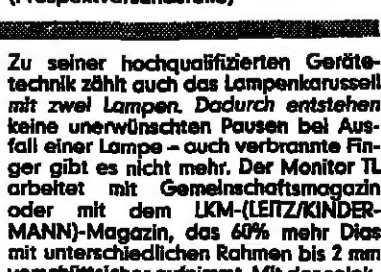 (Prospektversandstelle)
Zu seiner hochqualifizierten Geräte-
technik zählt auch das Lampenkarussell
mit zwei Lampen. Dadurch entstehen
keine unerwünschten Pausen bei Aus-
fall einer Lampe – auch verbrannte Fin-
ger gibt es nicht mehr. Der Monitor TL
arbeitet mit Gemeinschaftsmagazin
oder mit dem LKM-(LEITZ/KINDER-
MANN)-Magazin, das 60% mehr Dias
mit unterschiedlichen Rahmen bis 2 mm